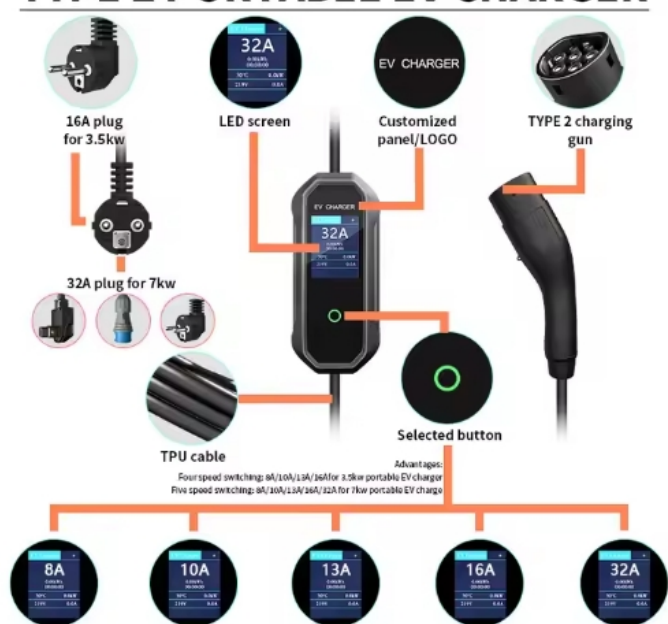 16A plug
for 3.5kw
LED screen
EV CHARGER
Customized
panel/LOGO
TYPE 2 charging
gun
32A
EV CHARGER
32A
32A plug for 7kw
TPU cable
Selected button
Advantages:
Four speed switching: 8A/10A/13A/16Afor 3.5kw portable EV charger
Five speed switching: 8A/10A/13A/16A/32A for 7kw portable EV charge
8A
10A
13A
16A
32A